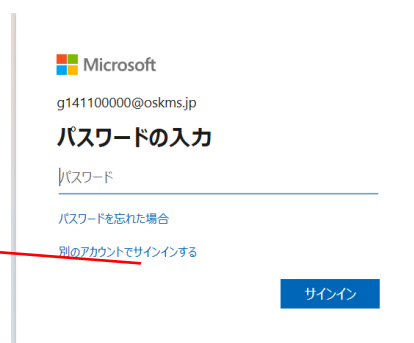 Microsoft
g141100000@oskms.jp
パスワードの入力
パスワード
パスワードを忘れた場合
別のアカウントでサインインする
サインイン